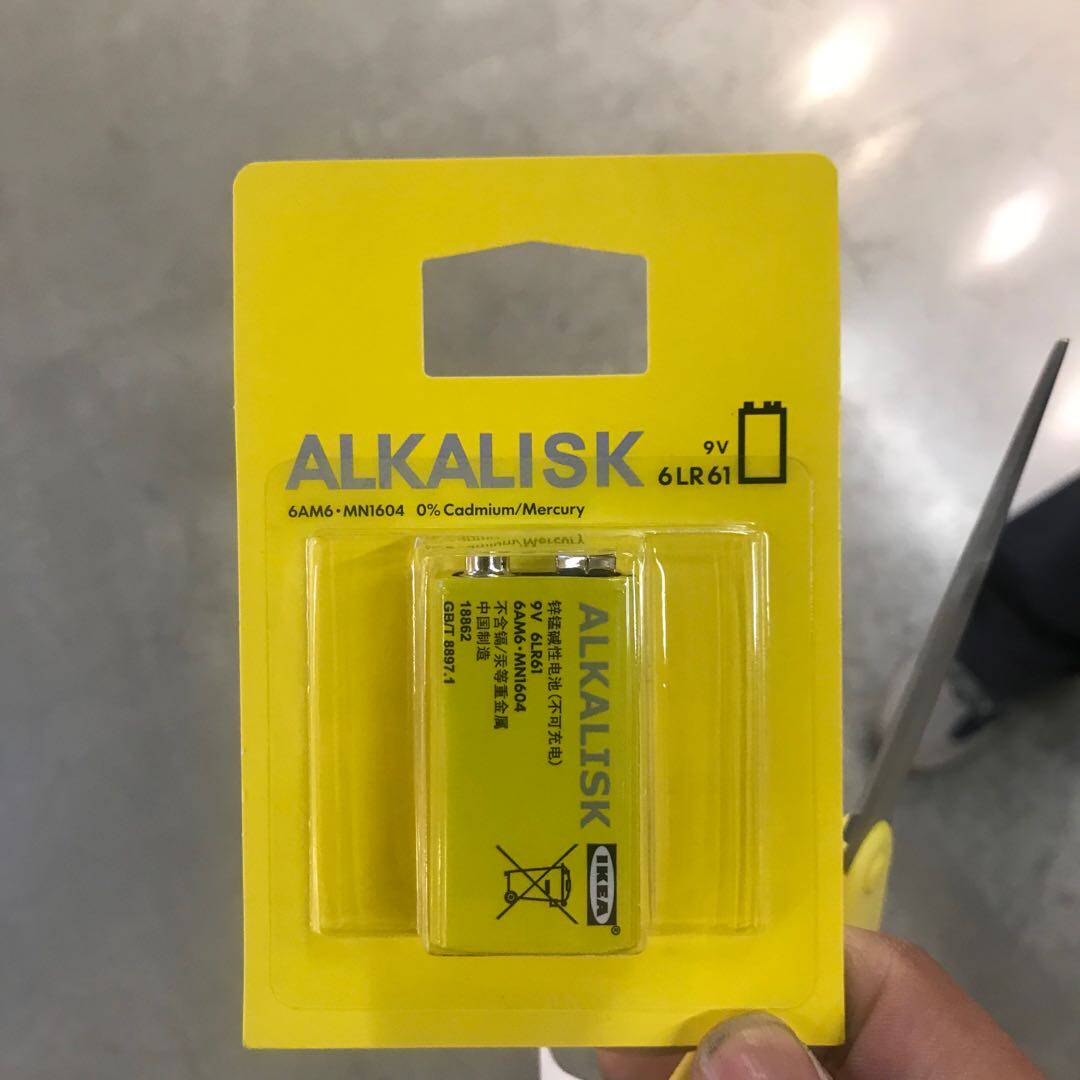 ALKALISK
9V
6LR61
6AM6·MN1604 0% Cadmium/Mercury
ALKALISK
锌锰碱性电池(不可充电)
9V 6LR61
6AM6·MN1604
不含镉/汞等重金属
中国制造
18862
GB/T 8897.1
IKEA®